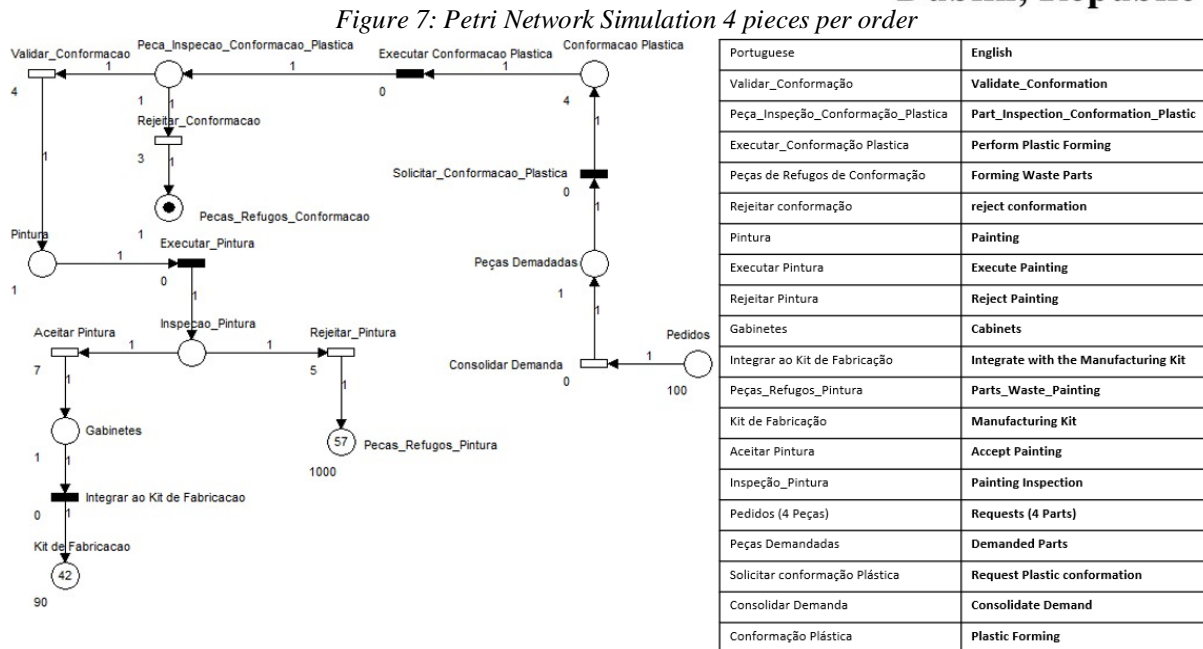 Figure 7: Petri Network Simulation 4 pieces per order
Validar_Conformação
Peca_Inspecao_Conformacao_Plastica
Executar Conformacao Plastica
Conformacao Plastica
1
1
1
4
1
1
0
4
Rejeitar_Conformacao
1
1
3
1
Solicitar_Conformacao_Plastica
0
1
Pecas_Refugos_Conformacao
1
Pintura
1
Executar_Pintura
1
0
1
Peças Demadadas
1
1
Aceitar Pintura
Inspecao_Pintura
Rejeitar_Pintura
Pedidos
1
1
1
7
1
5
1
Consolidar Demanda
0
100
Gabinetes
1
1
57
Pecas_Refugos_Pintura
1000
Integrar ao Kit de Fabricacao
0
1
Kit de Fabricacao
42
90
Portuguese English
Validar_Conformação Validate_Conformation
Peça_Inspeção_Conformação_Plastica Part_Inspection_Conformation_Plastic
Executar_Conformação Plastica Perform Plastic Forming
Peças de Refugos de Conformação Forming Waste Parts
Rejeitar conformação reject conformation
Pintura Painting
Executar Pintura Execute Painting
Rejeitar Pintura Reject Painting
Gabinetes Cabinets
Integrar ao Kit de Fabricação Integrate with the Manufacturing Kit
Peças_Refugos_Pintura Parts_Waste_Painting
Kit de Fabricação Manufacturing Kit
Aceitar Pintura Accept Painting
Inspeção_Pintura Painting Inspection
Pedidos (4 Peças) Requests (4 Parts)
Peças Demandadas Demanded Parts
Solicitar conformação Plástica Request Plastic conformation
Consolidar Demanda Consolidate Demand
Conformação Plástica Plastic Forming